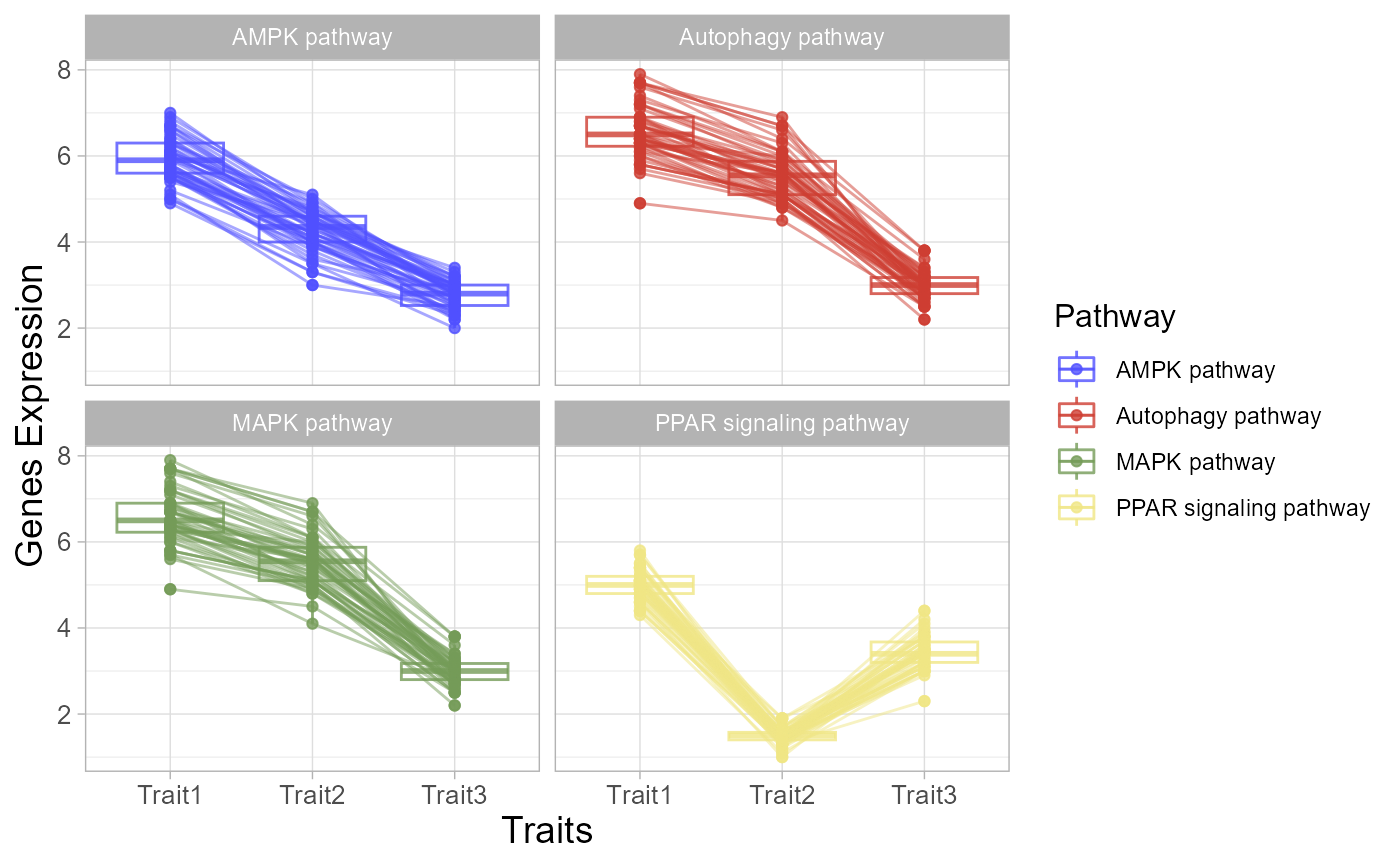 AMPK pathway
Autophagy pathway
8
6
4
2
MAPK pathway
PPAR signaling pathway
8
6
4
2
Trait1
Trait2
Trait3
Trait1
Trait2
Trait3
Traits
Genes Expression
Pathway
AMPK pathway
Autophagy pathway
MAPK pathway
PPAR signaling pathway